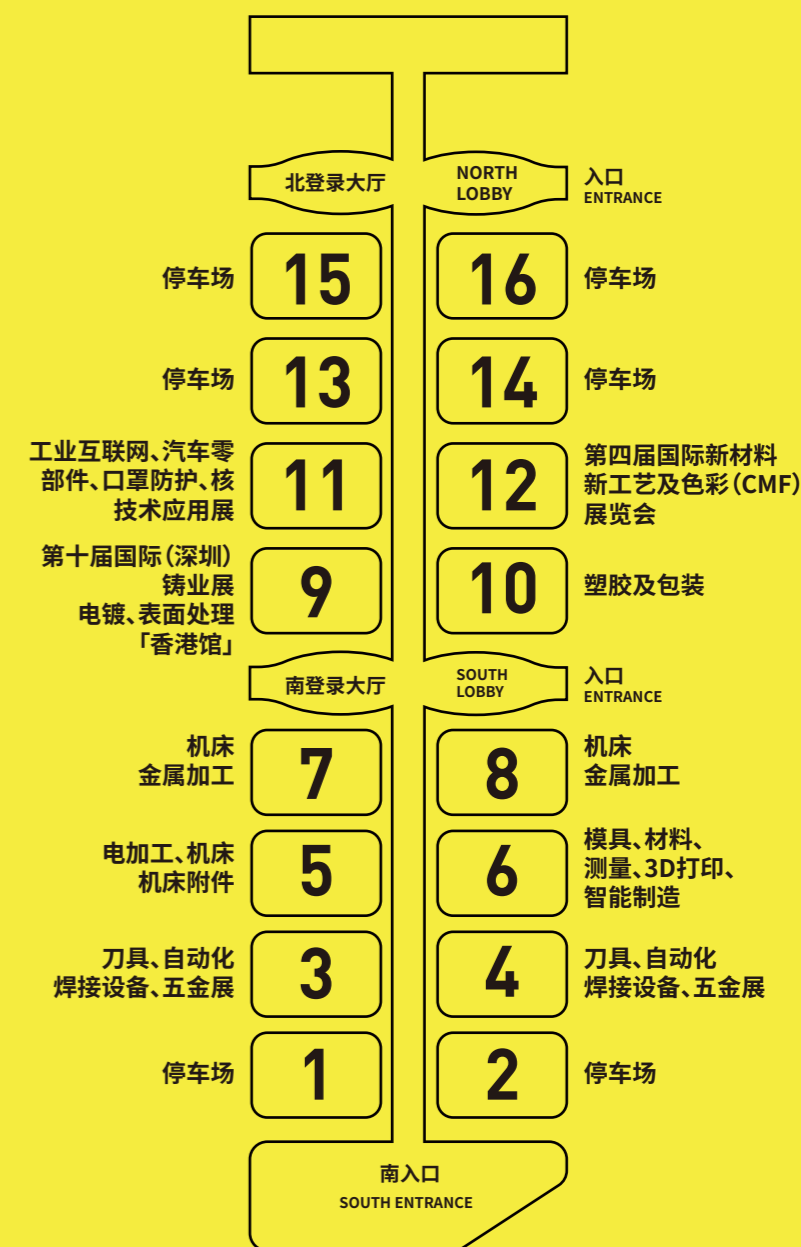 北登录大厅
NORTH
LOBBY
入口
ENTRANCE
停车场
15
16
停车场
停车场
13
14
停车场
工业互联网、汽车零
部件、口罩防护、核
技术应用展
11
12
第四届国际新材料
新工艺及色彩(CMF)
展览会
第十届国际(深圳)
铸业展
电镀、表面处理
「香港馆」
9
10
塑胶及包装
南登录大厅
SOUTH
LOBBY
入口
ENTRANCE
机床
金属加工
7
8
机床
金属加工
电加工、机床
机床附件
5
6
模具、材料、
测量、3D打印、
智能制造
刀具、自动化
焊接设备、五金展
3
4
刀具、自动化
焊接设备、五金展
停车场
1
2
停车场
南入口
SOUTH ENTRANCE